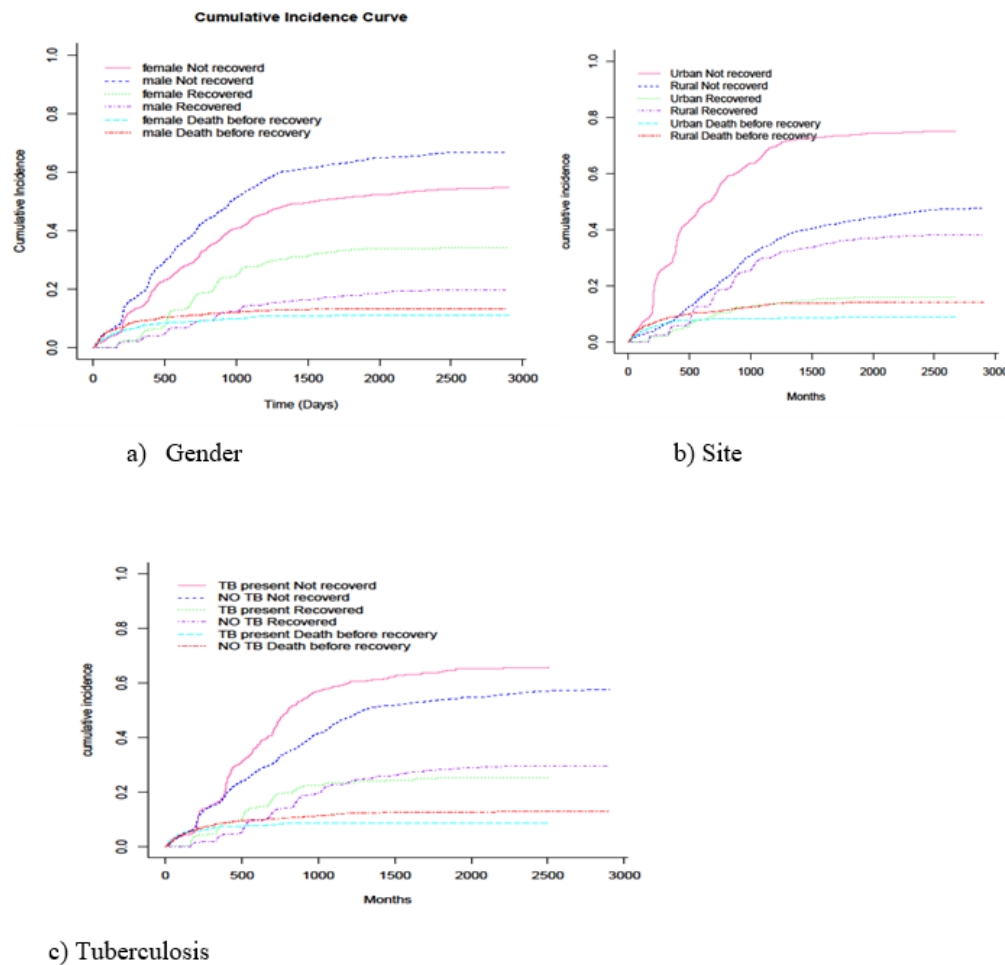 Cumulative Incidence Curve
female Not recoverd
male Not recoverd
female Recovered
male Recovered
female Death before recovery
male Death before recovery
Cumulative Incidence
0.0 0.2 0.4 0.6 0.8 1.0
0 500 1000 1500 2000 2500 3000
Time (Days)
a) Gender
Urban Not recoverd
Rural Not recoverd
Urban Recovered
Rural Recovered
Urban Death before recovery
Rural Death before recovery
cumulative incidence
0.0 0.2 0.4 0.6 0.8 1.0
0 500 1000 1500 2000 2500 3000
Months
b) Site
TB present Not recoverd
NO TB Not recoverd
TB present Recovered
NO TB Recovered
TB present Death before recovery
NO TB Death before recovery
cumulative incidence
0.0 0.2 0.4 0.6 0.8 1.0
0 500 1000 1500 2000 2500 3000
Months
c) Tuberculosis